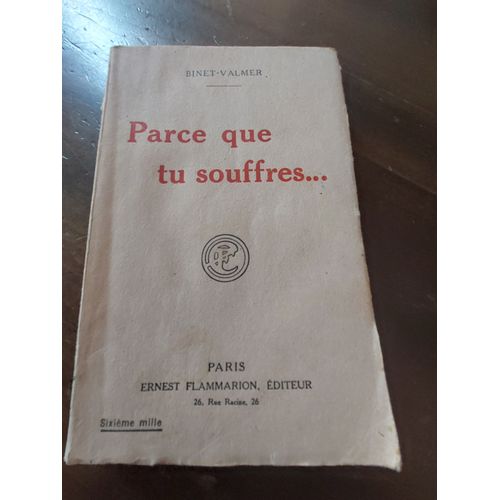 BINET-VALMER
Parce que
tu souffres...
PARIS
ERNEST FLAMMARION, ÉDITEUR
26, Rue Racine, 26
Sixième mille